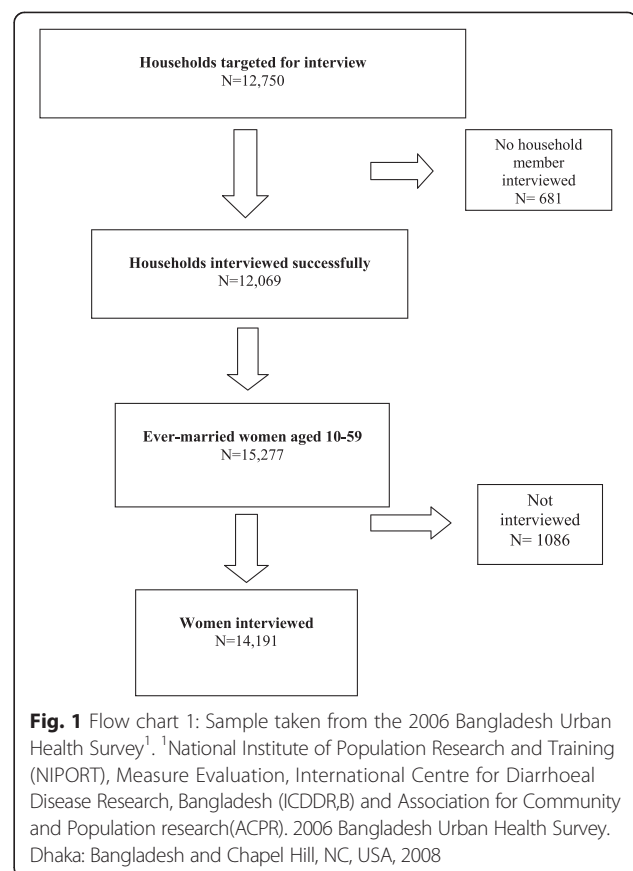 Households targeted for interview
N=12,750
No household
member
interviewed
N= 681
Households interviewed successfully
N=12,069
Ever-married women aged 10-59
N=15,277
Not
interviewed
N= 1086
Women interviewed
N=14,191
Fig. 1 Flow chart 1: Sample taken from the 2006 Bangladesh Urban
Health Survey¹. ¹National Institute of Population Research and Training
(NIPORT), Measure Evaluation, International Centre for Diarrhoeal
Disease Research, Bangladesh (ICDDR,B) and Association for Community
and Population research(ACPR). 2006 Bangladesh Urban Health Survey.
Dhaka: Bangladesh and Chapel Hill, NC, USA, 2008